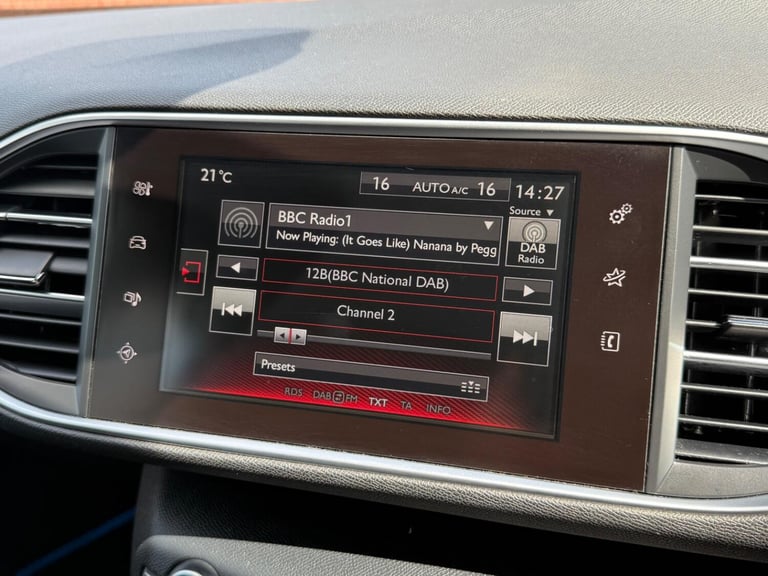 21°C
16 AUTO A/C 16
14:27
Source
BBC Radio1
Now Playing: (It Goes Like) Nanana by Pegg
DAB
Radio
12B(BBC National DAB)
Channel 2
Presets
RDS DAB FM TXT TA INFO